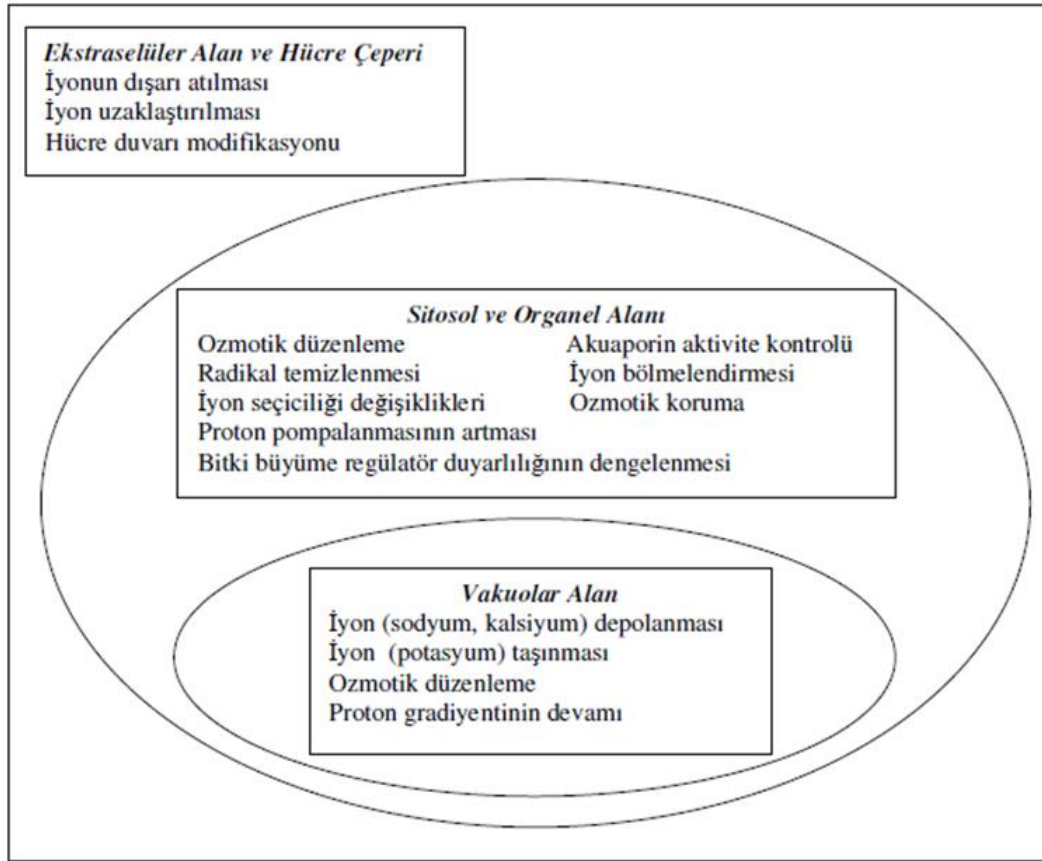 Ekstraselüler Alan ve Hücre Çeperi
İyonun dışarı atılması
İyon uzaklaştırılması
Hücre duvarı modifikasyonu
Sitosol ve Organel Alanı
Ozmotik düzenleme Akuaporin aktivite kontrolü
Radikal temizlenmesi İyon bölmelendirmesi
İyon seçiciliği değişiklikleri Ozmotik koruma
Proton pompalanmasının artması
Bitki büyüme regülatör duyarlılığının dengelenmesi
Vakuolar Alan
İyon (sodyum, kalsiyum) depolanması
İyon (potasyum) taşınması
Ozmotik düzenleme
Proton gradiyentinin devamı